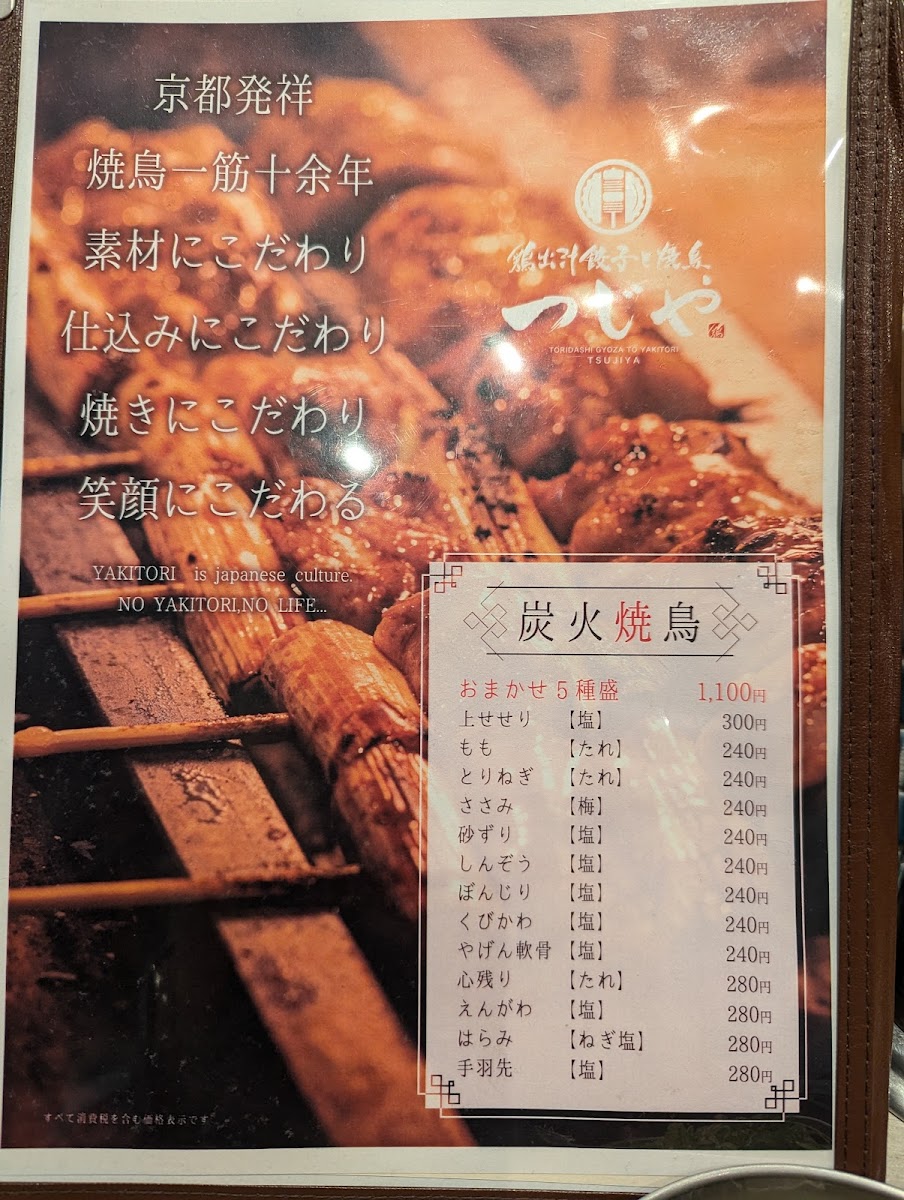 京都発祥
焼鳥一筋十余年
素材にこだわり
仕込みにこだわり
焼きにこだわり
笑顔にこだわる
YAKITORI is japanese culture.
NO YAKITORI,NO LIFE...
鶏出汁餃子と焼鳥
つじや
TORIDASHI GYOZA TO YAKITORI
TSUJIYA
炭火焼鳥
おまかせ5種盛 1,100円
上せせり 【塩】 300円
もも 【たれ】 240円
とりねぎ 【たれ】 240円
ささみ 【梅】 240円
砂ずり 【塩】 240円
しんぞう 【塩】 240円
ぼんじり 【塩】 240円
くびかわ 【塩】 240円
やげん軟骨 【塩】 240円
心残り 【たれ】 280円
えんがわ 【塩】 280円
はらみ 【ねぎ塩】 280円
手羽先 【塩】 280円
すべて消費税を含む価格表示です